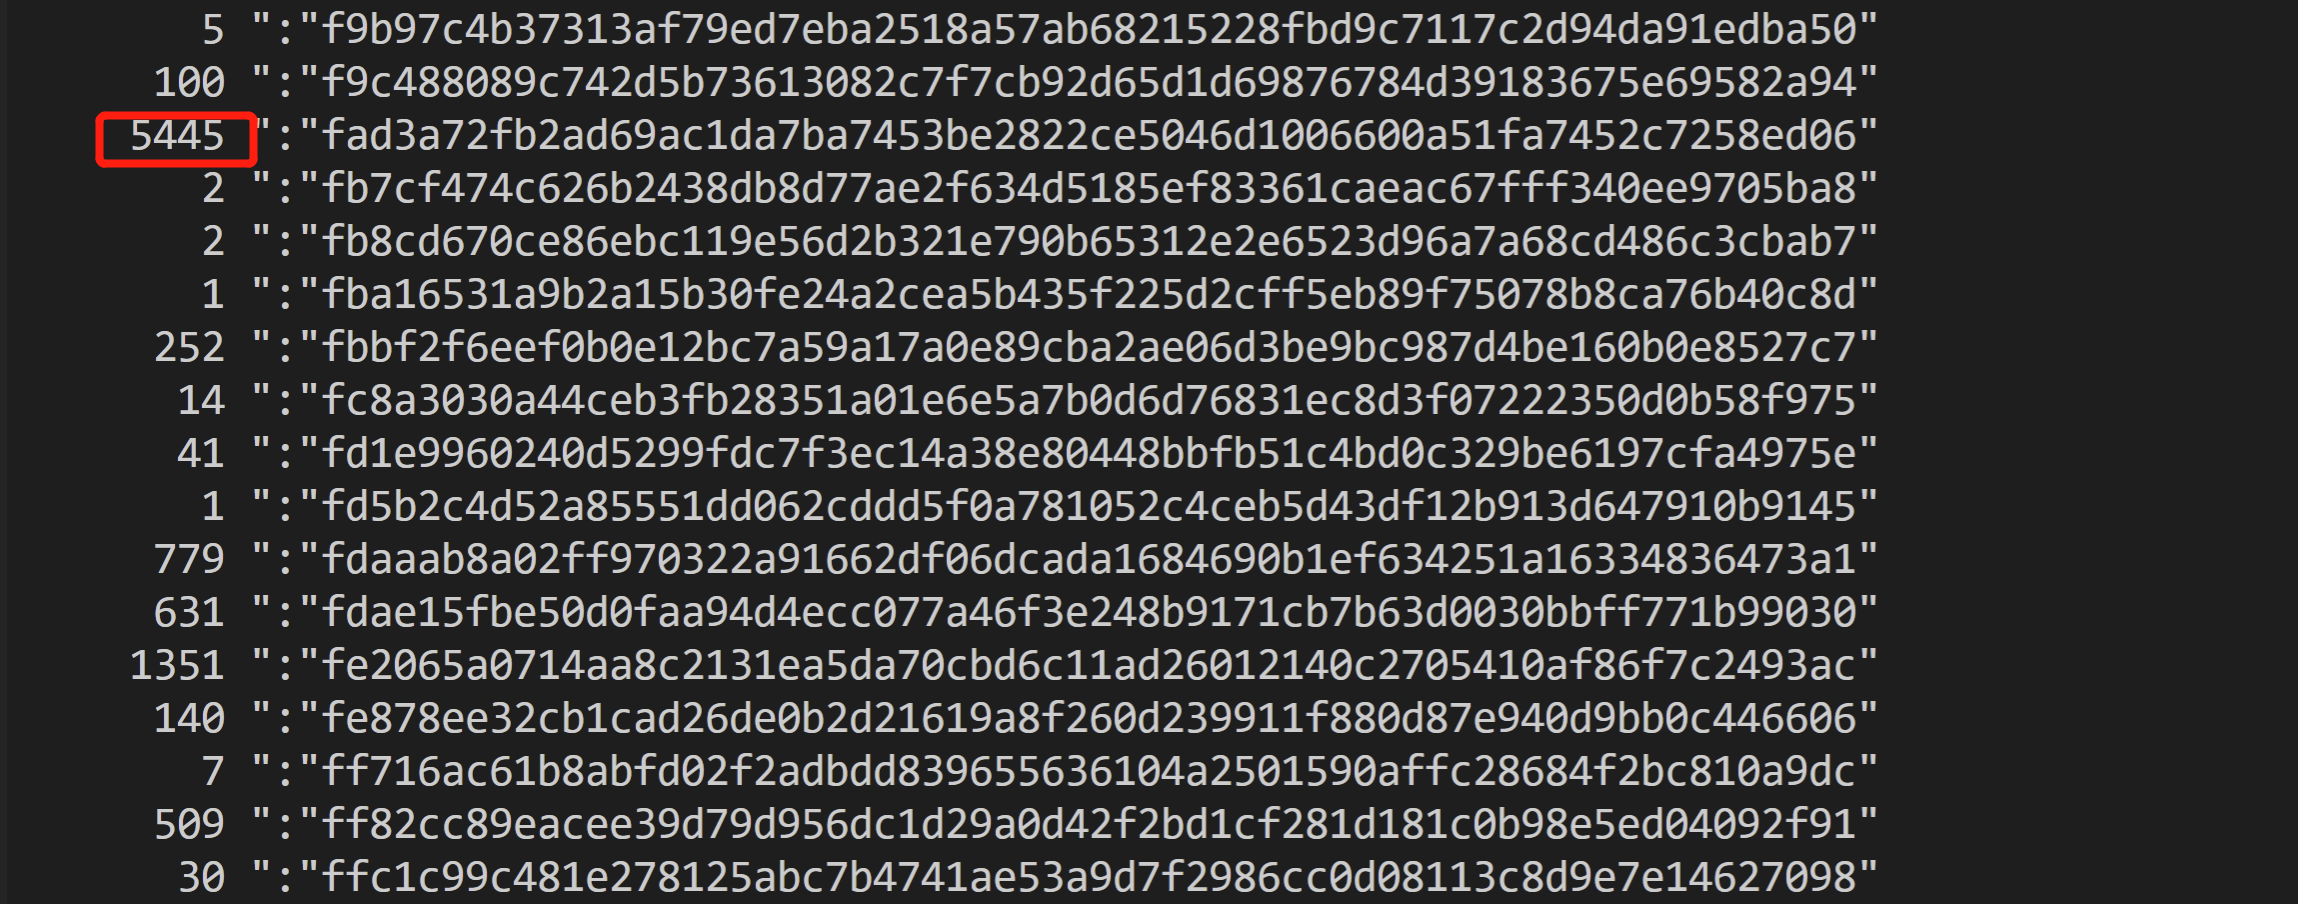 5 ":"f9b97c4b37313af79ed7eba2518a57ab68215228fbd9c7117c2d94da91edba50"
100 ":"f9c488089c742d5b73613082c7f7cb92d65d1d69876784d39183675e69582a94"
5445 ":"fad3a72fb2ad69ac1da7ba7453be2822ce5046d1006600a51fa7452c7258ed06"
2 ":"fb7cf474c626b2438db8d77ae2f634d5185ef83361caeac67fff340ee9705ba8"
2 ":"fb8cd670ce86ebc119e56d2b321e790b65312e2e6523d96a7a68cd486c3cbab7"
1 ":"fba16531a9b2a15b30fe24a2cea5b435f225d2cff5eb89f75078b8ca76b40c8d"
252 ":"fbbf2f6eef0b0e12bc7a59a17a0e89cba2ae06d3be9bc987d4be160b0e8527c7"
14 ":"fc8a3030a44ceb3fb28351a01e6e5a7b0d6d76831ec8d3f07222350d0b58f975"
41 ":"fd1e9960240d5299fdc7f3ec14a38e80448bbfb51c4bd0c329be6197cfa4975e"
1 ":"fd5b2c4d52a85551dd062cddd5f0a781052c4ceb5d43df12b913d647910b9145"
779 ":"fdaaab8a02ff970322a91662df06dcada1684690b1ef634251a16334836473a1"
631 ":"fdae15fbe50d0faa94d4ecc077a46f3e248b9171cb7b63d0030bbff771b99030"
1351 ":"fe2065a0714aa8c2131ea5da70cbd6c11ad26012140c2705410af86f7c2493ac"
140 ":"fe878ee32cb1cad26de0b2d21619a8f260d239911f880d87e940d9bb0c446606"
7 ":"ff716ac61b8abfd02f2adbdd839655636104a2501590affc28684f2bc810a9dc"
509 ":"ff82cc89eacee39d79d956dc1d29a0d42f2bd1cf281d181c0b98e5ed04092f91"
30 ":"ffc1c99c481e278125abc7b4741ae53a9d7f2986cc0d08113c8d9e7e14627098"